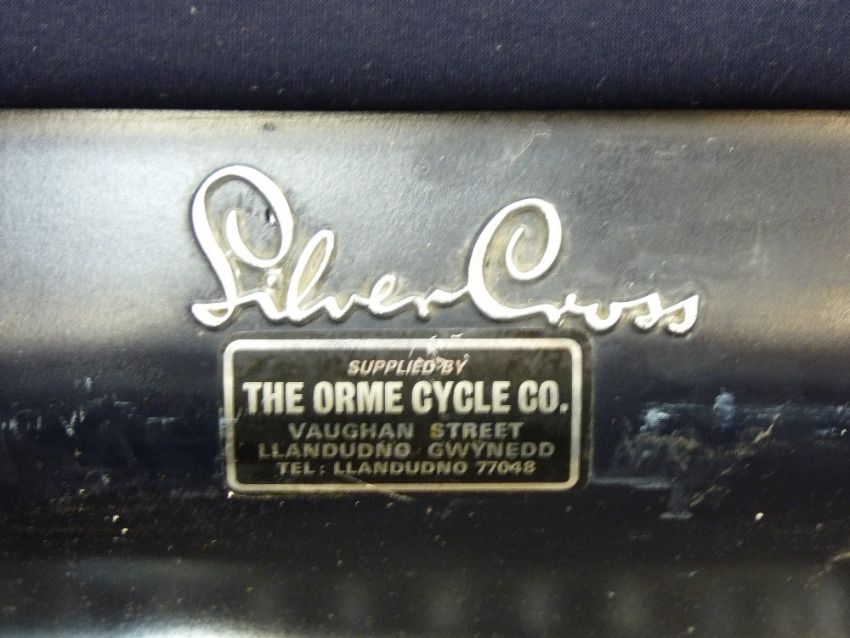 Silver Cross
SUPPLIED BY
THE ORME CYCLE CO.
VAUGHAN STREET
LLANDUDNO GWYNEDD
TEL: LLANDUDNO 77048